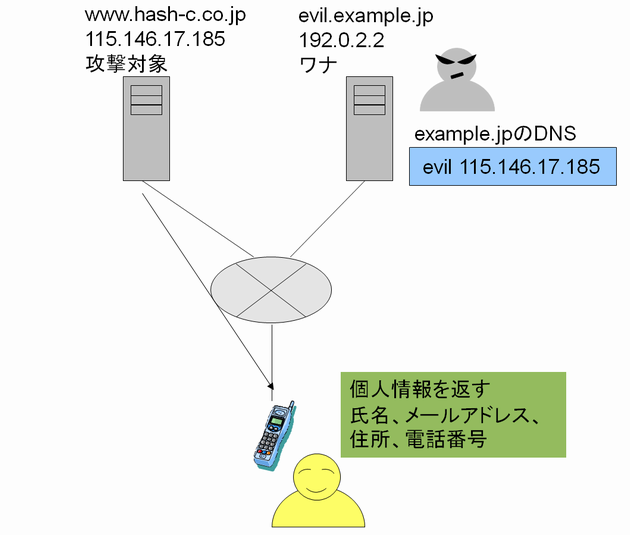 www.hash-c.co.jp
115.146.17.185
攻撃対象
evil.example.jp
192.0.2.2
ワナ
example.jpのDNS
evil 115.146.17.185
個人情報を返す
氏名、メールアドレス、
住所、電話番号